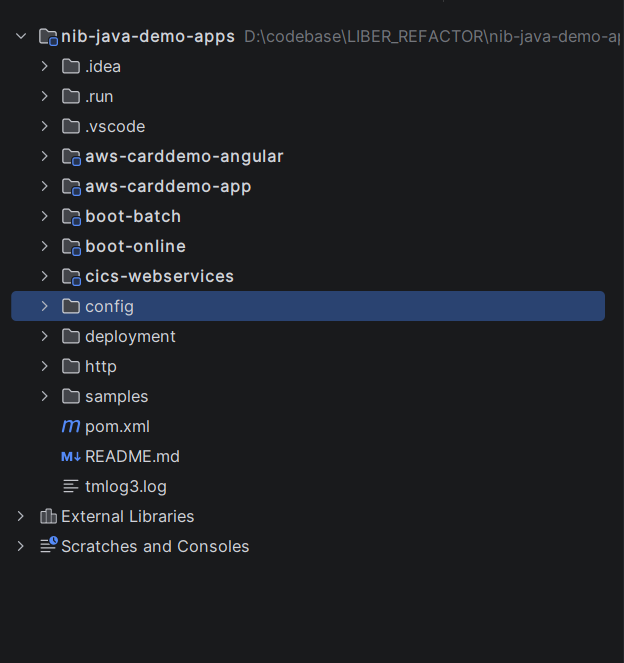 nib-java-demo-apps D:\codebase\LIBER_REFACTOR\nib-java-demo-ap
.idea
.run
.vscode
aws-carddemo-angular
aws-carddemo-app
boot-batch
boot-online
cics-webservices
config
deployment
http
samples
m pom.xml
M↓ README.md
tmlog3.log
External Libraries
Scratches and Consoles